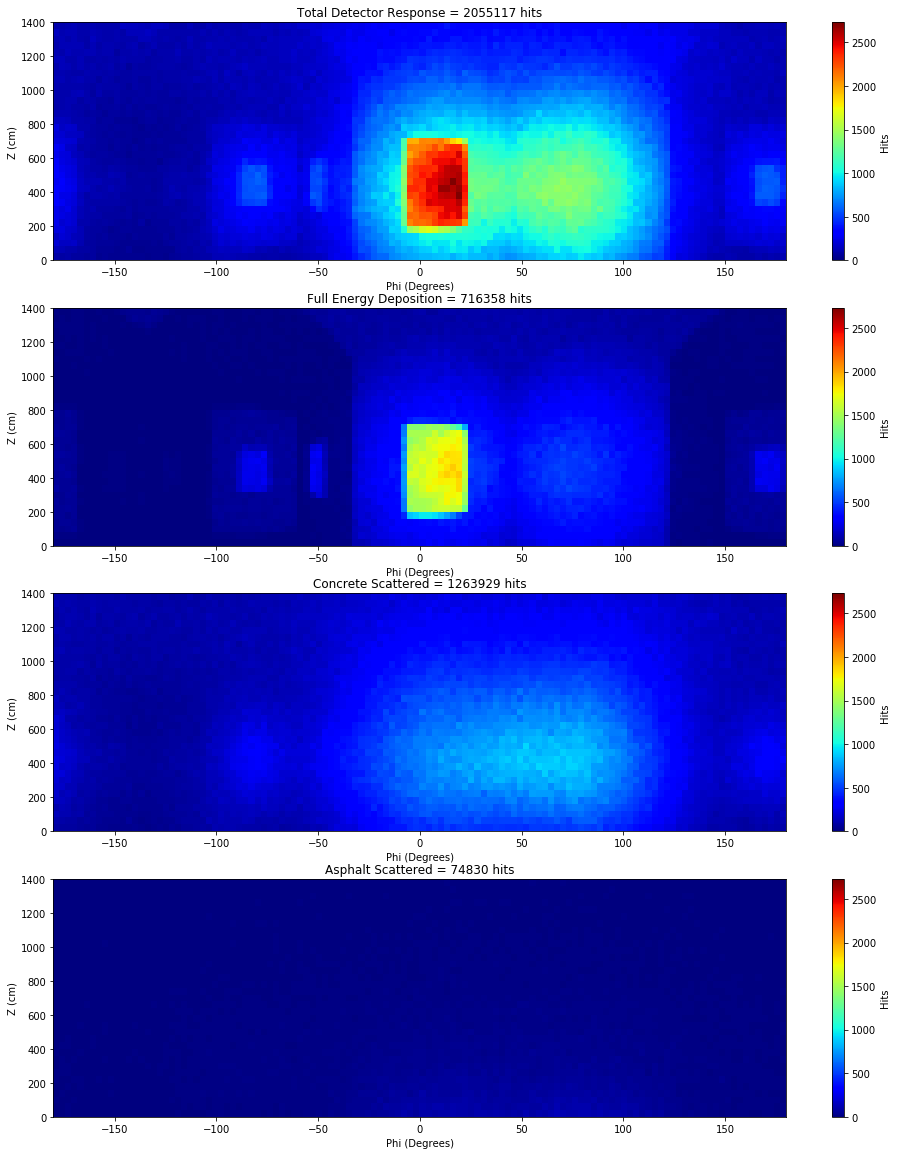 Total Detector Response = 2055117 hits
1400
1200
1000
800
600
400
200
0
Z (cm)
−150 −100 −50 0 50 100 150
Phi (Degrees)
2500
2000
1500
1000
500
0
Hits
Full Energy Deposition = 716358 hits
1400
1200
1000
800
600
400
200
0
Z (cm)
−150 −100 −50 0 50 100 150
Phi (Degrees)
2500
2000
1500
1000
500
0
Hits
Concrete Scattered = 1263929 hits
1400
1200
1000
800
600
400
200
0
Z (cm)
−150 −100 −50 0 50 100 150
Phi (Degrees)
2500
2000
1500
1000
500
0
Hits
Asphalt Scattered = 74830 hits
1400
1200
1000
800
600
400
200
0
Z (cm)
−150 −100 −50 0 50 100 150
Phi (Degrees)
2500
2000
1500
1000
500
0
Hits